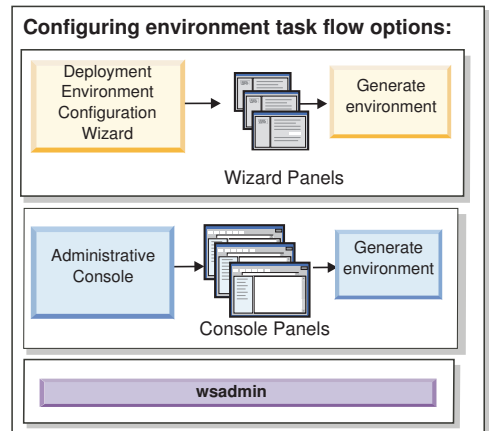 Configuring environment task flow options:
Deployment
Environment
Configuration
Wizard
Generate
environment
Wizard Panels
Administrative
Console
Generate
environment
Console Panels
wsadmin